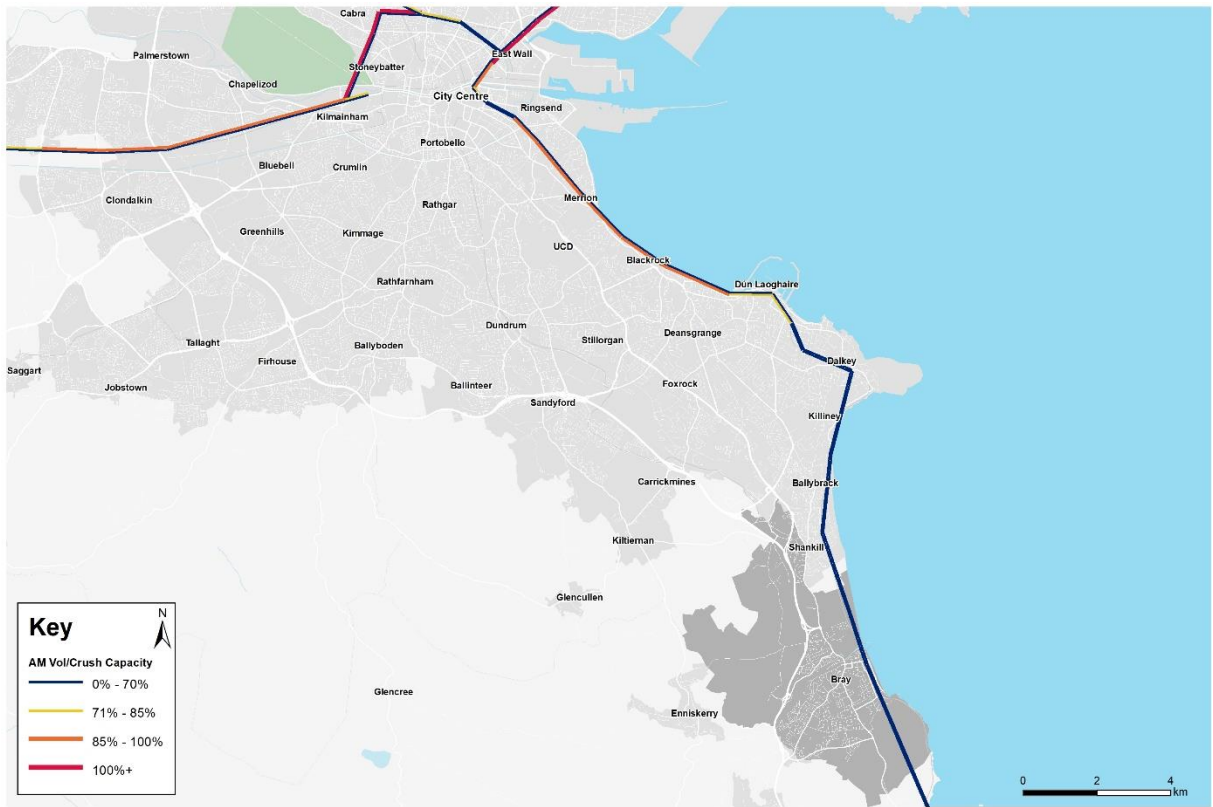 Cabra
East Wall
Palmerstown
Stoneybatter
Chapelizod
City Centre
Ringsend
Kilmainham
Portobello
Bluebell
Crumlin
Clondalkin
Merrion
Rathgar
Greenhills
Kimmage
UCD
Blackrock
Rathfarnham
Dun Laoghaire
Dundrum
Deansgrange
Stillorgan
Tallaght
Ballyboden
Firhouse
Dalkey
Saggart
Jobstown
Ballinteer
Foxrock
Sandyford
Killiney
Carrickmines
Ballybrack
Kiltiernan
Shankill
Glencullen
Bray
Glencree
Enniskerry
N
Key
AM Vol/Crush Capacity
0% - 70%
71% - 85%
85% - 100%
100%+
0 2 4
km